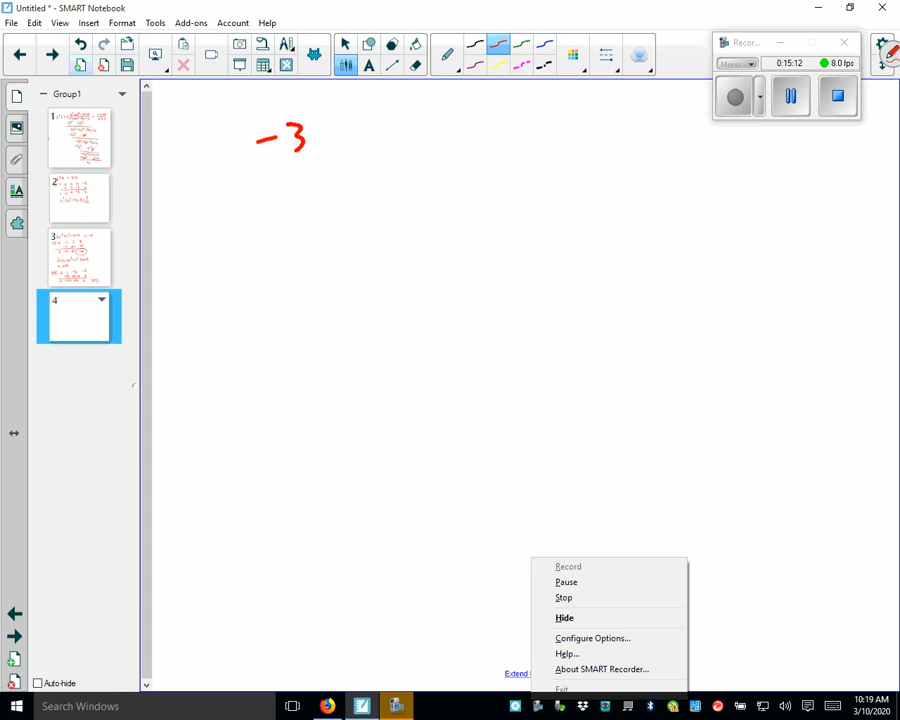 Untitled * - SMART Notebook
File Edit View Insert Format Tools Add-ons Account Help
Recor...
Menu 0:15:12 8.0 fps
Group1
1
2
3
4
- 3
Record
Pause
Stop
Hide
Configure Options...
Help...
About SMART Recorder...
Exit
Extend
Auto-hide
Search Windows
10:19 AM
3/10/2020